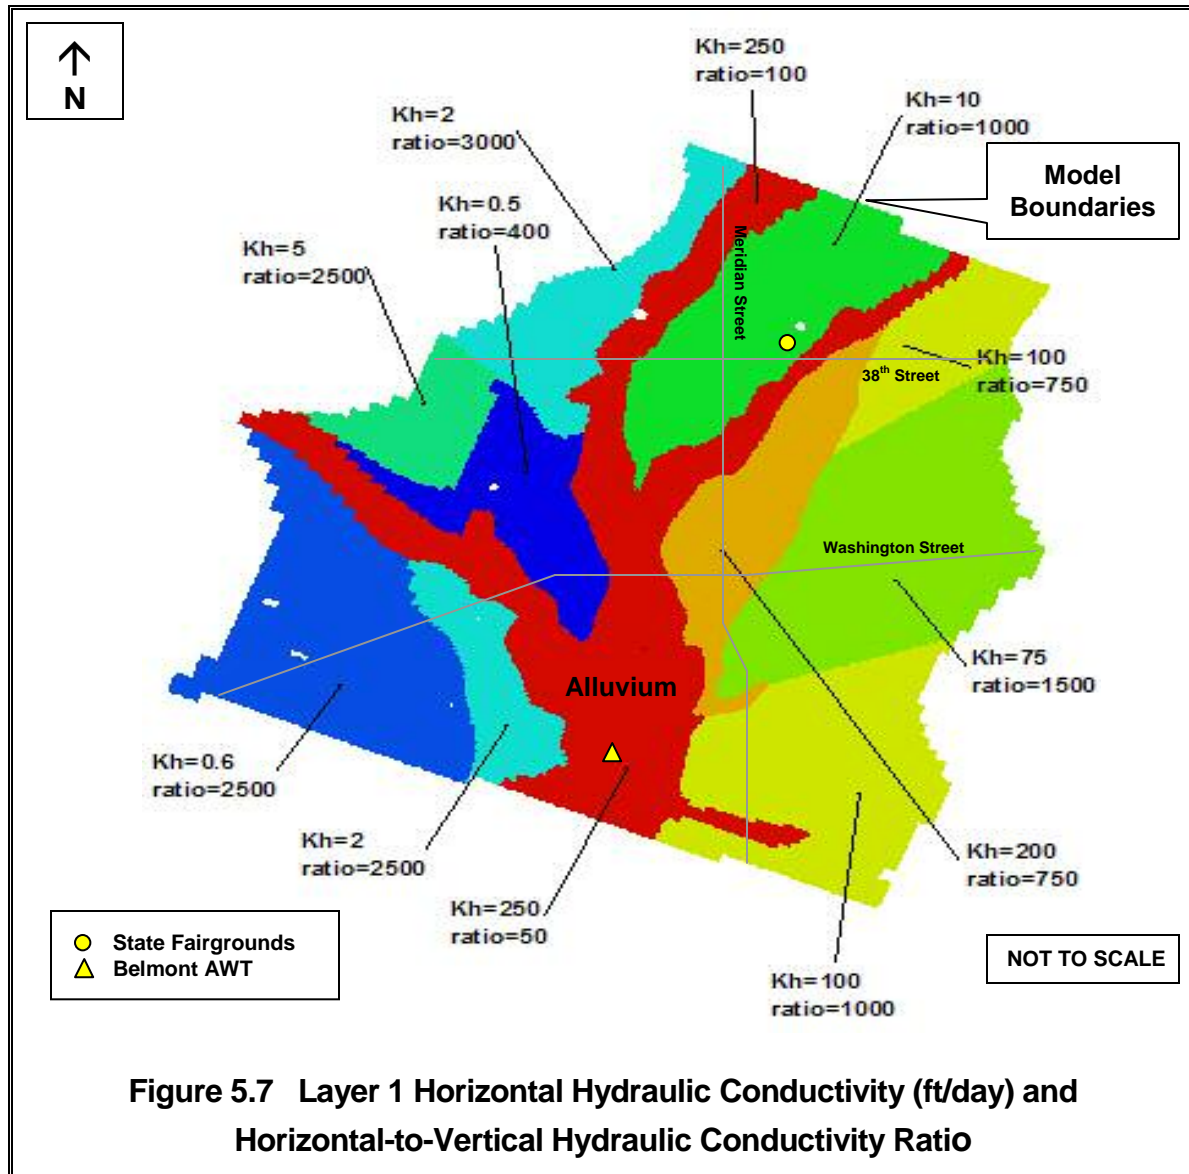 ↑
N
Kh=250
ratio=100
Kh=10
ratio=1000
Kh=2
ratio=3000
Model
Boundaries
Kh=0.5
ratio=400
Kh=5
ratio=2500
Meridian Street
Kh=100
ratio=750
38th Street
Washington Street
Kh=75
ratio=1500
Alluvium
Kh=0.6
ratio=2500
Kh=2
ratio=2500
Kh=200
ratio=750
Kh=250
ratio=50
State Fairgrounds
Belmont AWT
NOT TO SCALE
Kh=100
ratio=1000
Figure 5.7 Layer 1 Horizontal Hydraulic Conductivity (ft/day) and
Horizontal-to-Vertical Hydraulic Conductivity Ratio